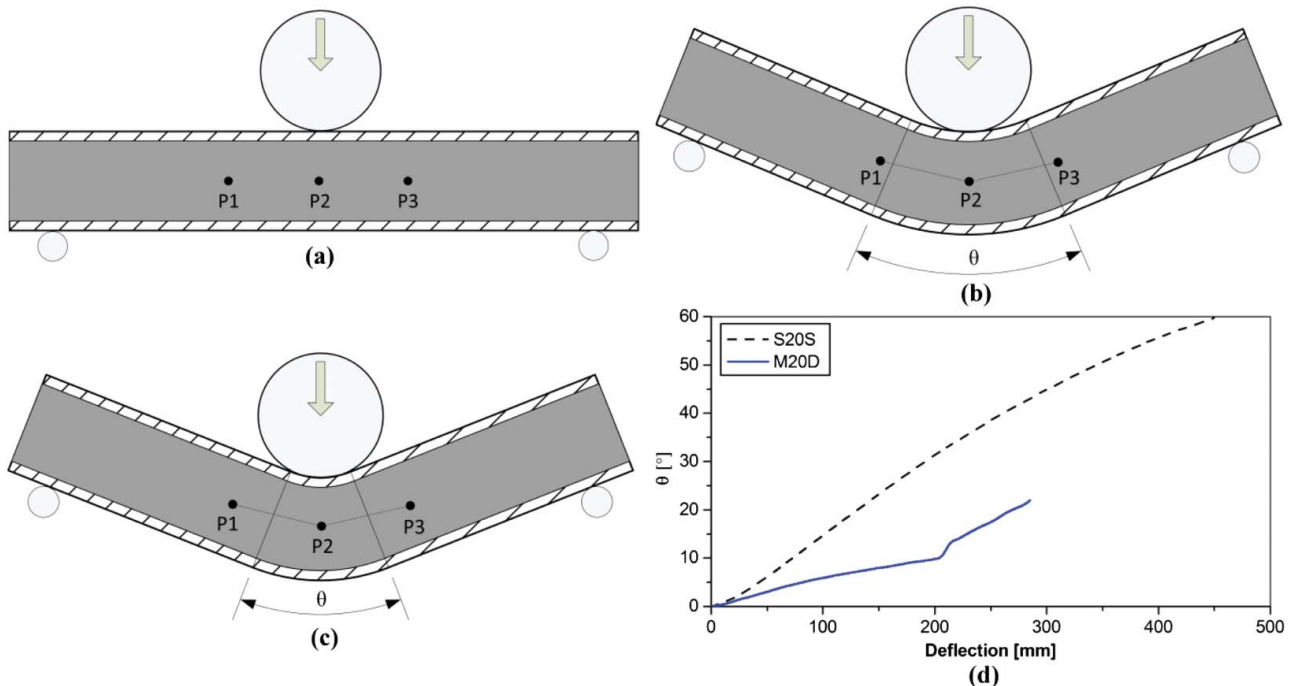 P1 P2 P3
(a)
P1 P2 P3
θ
(b)
P1 P2 P3
θ
(c)
60
50
40
30
20
10
0
θ [°]
S20S
M20D
0 100 200 300 400 500
Deflection [mm]
(d)